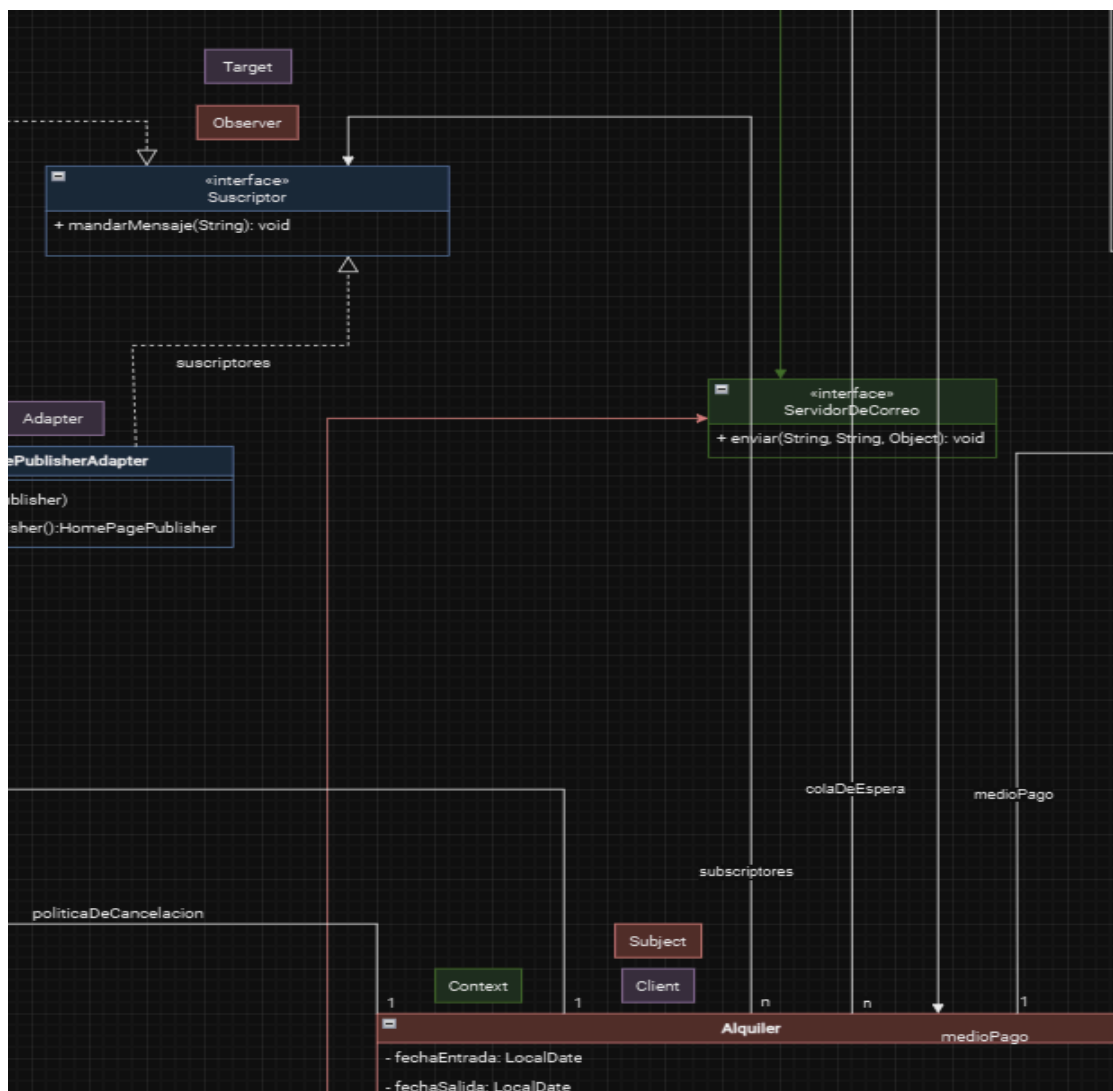 Target
Observer
«interface»
Suscriptor
+ mandarMensaje(String): void
suscriptores
«interface»
ServidorDeCorreo
+ enviar(String, String, Object): void
Adapter
ePublisherAdapter
ublisher)
isher():HomePagePublisher
colaDeEspera
medioPago
subscriptores
politicaDeCancelacion
Subject
Context
Client
1
1
n
n
1
Alquiler
medioPago
- fechaEntrada: LocalDate
- fechaSalida: LocalDate